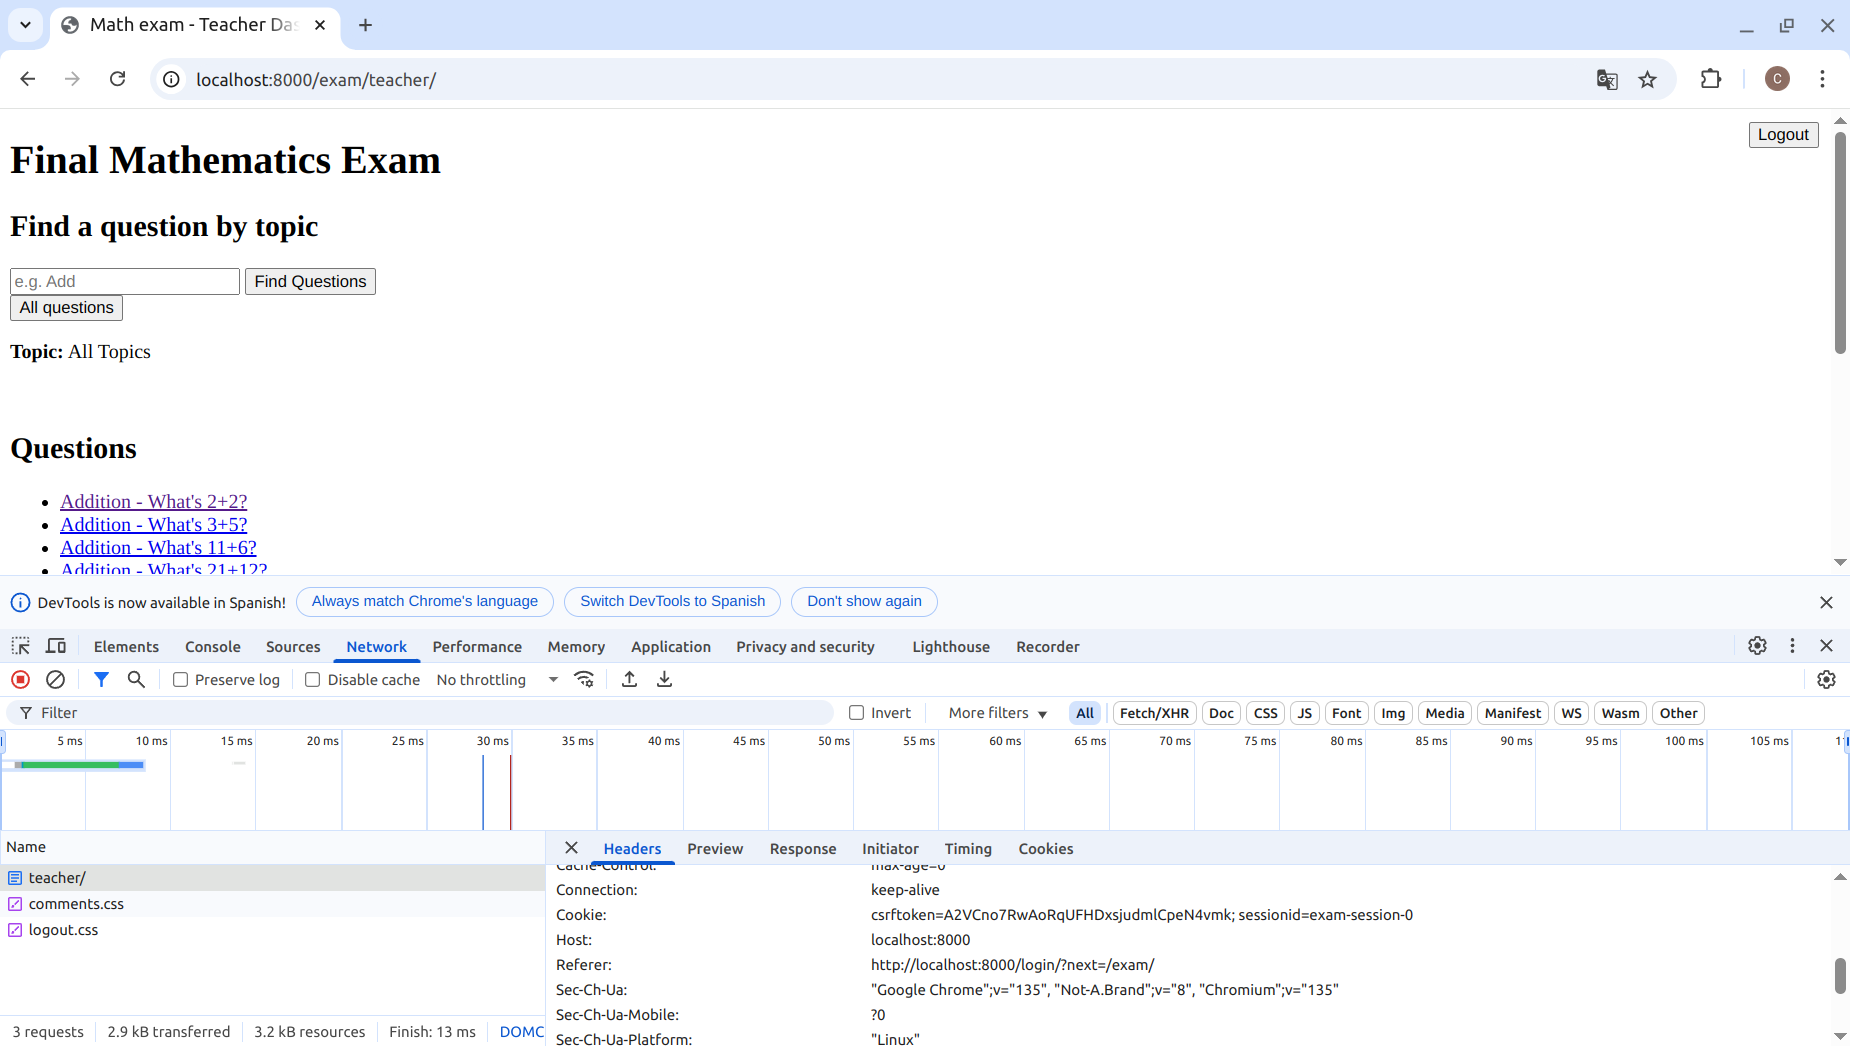 Math exam - Teacher Das
localhost:8000/exam/teacher/
C
Logout
Final Mathematics Exam
Find a question by topic
e.g. Add
Find Questions
All questions
Topic: All Topics
Questions
Addition - What's 2+2?
Addition - What's 3+5?
Addition - What's 11+6?
Addition - What's 21+12?
DevTools is now available in Spanish! Always match Chrome's language Switch DevTools to Spanish Don't show again
Elements Console Sources Network Performance Memory Application Privacy and security Lighthouse Recorder
Preserve log Disable cache No throttling
Filter Invert More filters All Fetch/XHR Doc CSS JS Font Img Media Manifest WS Wasm Other
5 ms 10 ms 15 ms 20 ms 25 ms 30 ms 35 ms 40 ms 45 ms 50 ms 55 ms 60 ms 65 ms 70 ms 75 ms 80 ms 85 ms 90 ms 95 ms 100 ms 105 ms
Name
Headers Preview Response Initiator Timing Cookies
teacher/
comments.css
logout.css
Cache-Control: max-age=0
Connection: keep-alive
Cookie: csrftoken=A2VCno7RwAoRqUFHDxsjudmlCpeN4vmk; sessionid=exam-session-0
Host: localhost:8000
Referer: http://localhost:8000/login/?next=/exam/
Sec-Ch-Ua: "Google Chrome";v="135", "Not-A.Brand";v="8", "Chromium";v="135"
Sec-Ch-Ua-Mobile: ?0
Sec-Ch-Ua-Platform: "Linux"
3 requests 2.9 kB transferred 3.2 kB resources Finish: 13 ms DOMC